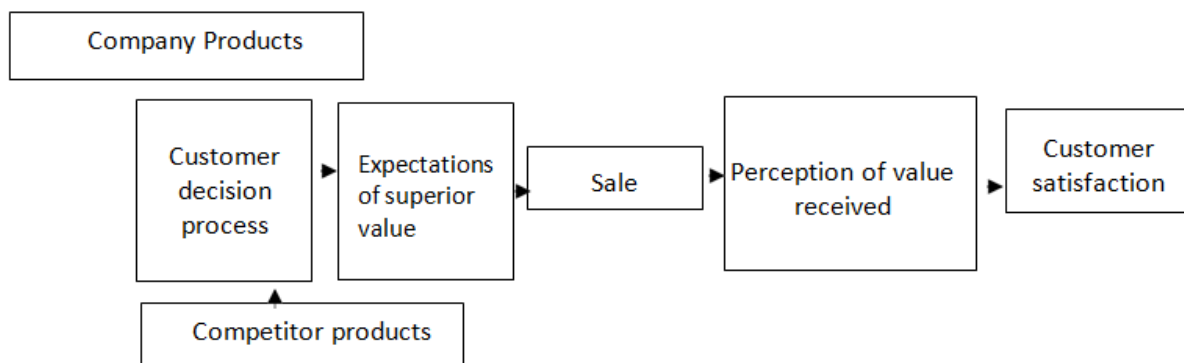 Company Products
Customer
decision
process
Expectations
of superior
value
Sale
Perception of value
received
Customer
satisfaction
Competitor products